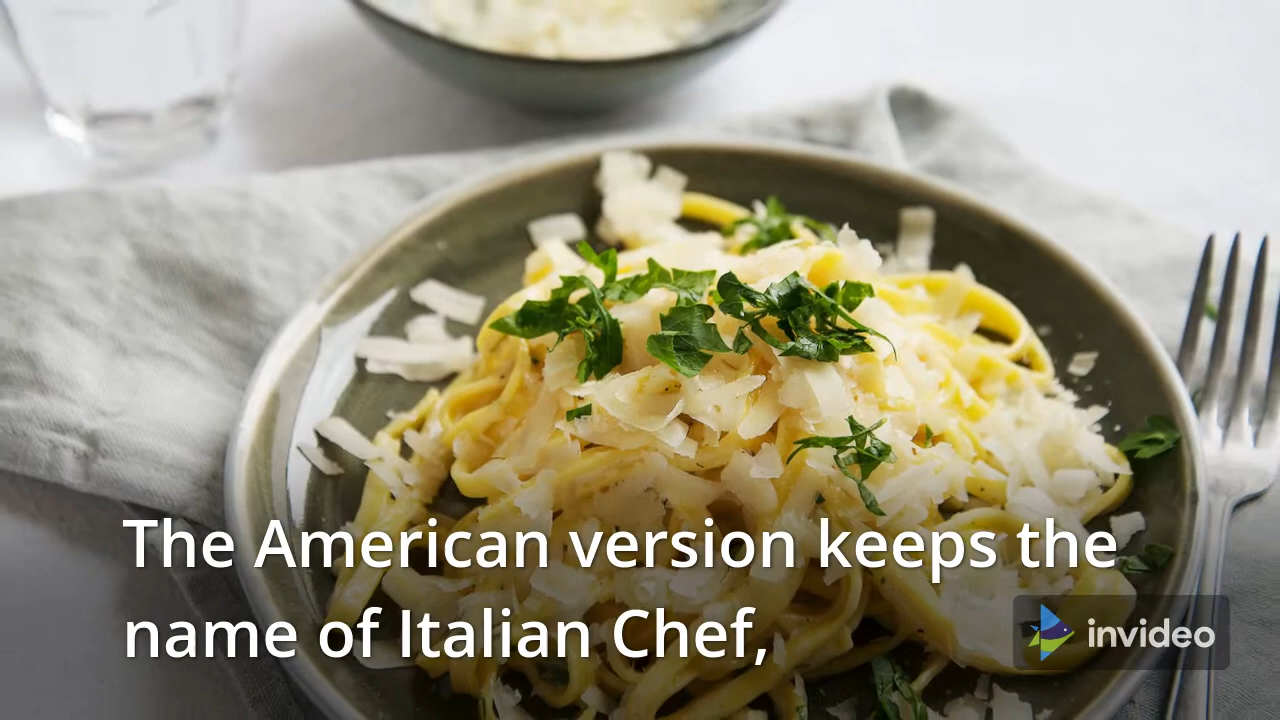 The American version keeps the
name of Italian Chef,
invideo